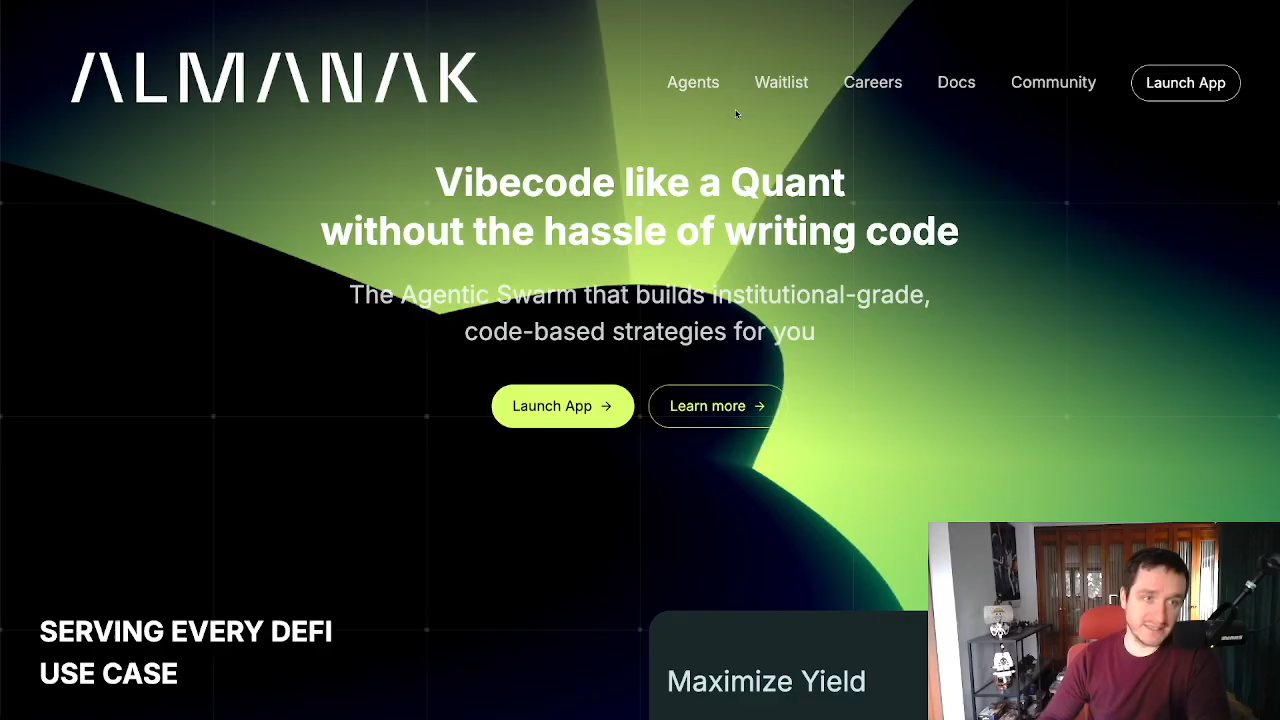 ALMANAK
Agents Waitlist Careers Docs Community Launch App
Vibecode like a Quant
without the hassle of writing code
The Agentic Swarm that builds institutional-grade,
code-based strategies for you
Launch App → Learn more →
SERVING EVERY DEFI
USE CASE
Maximize Yield